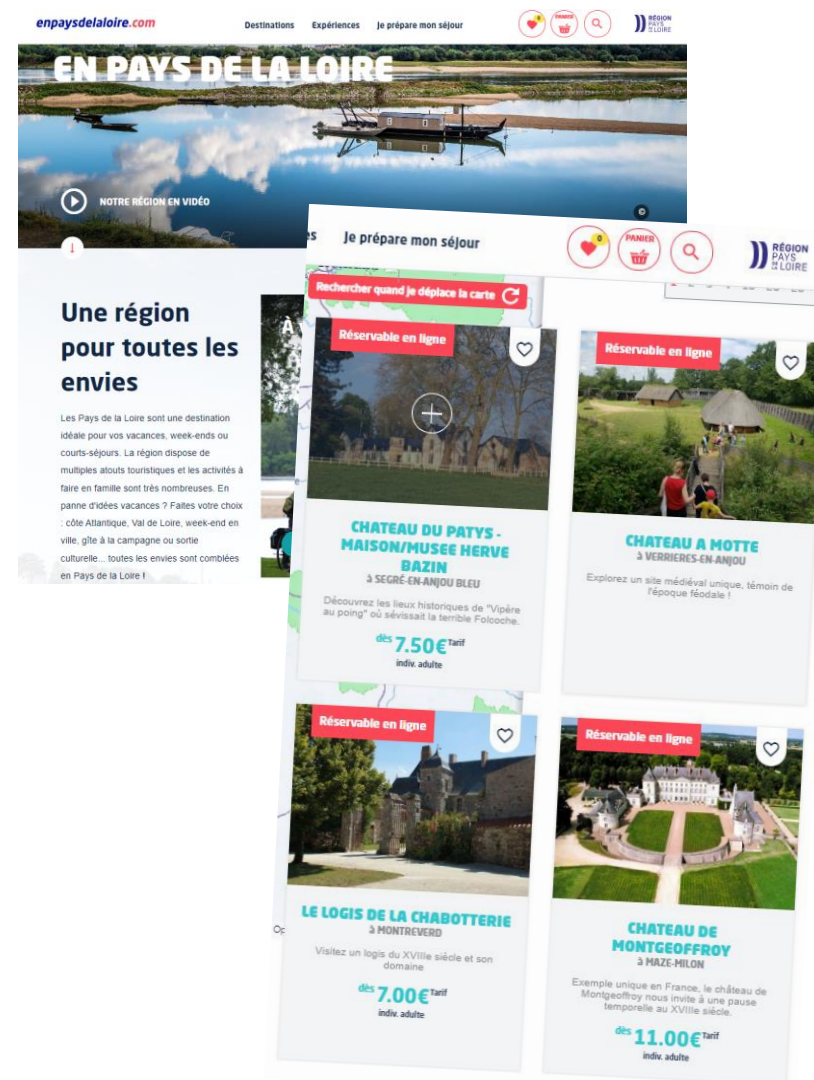 enpaysdelaloire.com
Destinations Expériences Je prépare mon séjour
0
PANIER
RÉGION
PAYS
DE LA LOIRE
EN PAYS DE LA LOIRE
NOTRE RÉGION EN VIDÉO
©
Une région
pour toutes les
envies
Les Pays de la Loire sont une destination
idéale pour vos vacances, week-ends ou
courts-séjours. La région dispose de
multiples atouts touristiques et les activités à
faire en famille sont très nombreuses. En
panne d'idées vacances ? Faites votre choix
: côte Atlantique, Val de Loire, week-end en
ville, gîte à la campagne ou sortie
culturelle... toutes les envies sont comblées
en Pays de la Loire !
À
es Je prépare mon séjour
0
PANIER
RÉGION
PAYS
DE LA LOIRE
Rechercher quand je déplace la carte
Réservable en ligne
CHATEAU DU PATYS -
MAISON/MUSEE HERVE
BAZIN
à SEGRÉ-EN-ANJOU BLEU
Découvrez les lieux historiques de "Vipère
au poing" où sévissait la terrible Folcoche.
dès 7.50€ Tarif
indiv. adulte
Réservable en ligne
CHATEAU A MOTTE
à VERRIERES-EN-ANJOU
Explorez un site médiéval unique, témoin de
l'époque féodale !
Réservable en ligne
LE LOGIS DE LA CHABOTTERIE
à MONTREVERD
Visitez un logis du XVIIIe siècle et son
domaine
dès 7.00€ Tarif
indiv. adulte
Réservable en ligne
CHATEAU DE
MONTGEOFFROY
à MAZE-MILON
Exemple unique en France, le château de
Montgeoffroy nous invite à une pause
temporelle au XVIIIe siècle.
dès 11.00€ Tarif
indiv. adulte
Op